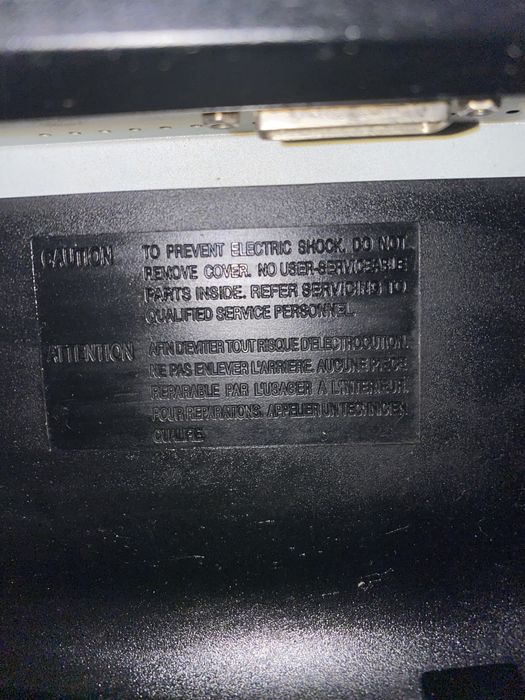 CAUTION TO PREVENT ELECTRIC SHOCK, DO NOT
REMOVE COVER. NO USER-SERVICEABLE
PARTS INSIDE. REFER SERVICING TO
QUALIFIED SERVICE PERSONNEL.
ATTENTION AFIN D'EVITER TOUT RISQUE D'ELECTROCUTION,
NE PAS ENLEVER L'ARRIERE. AUCUNE PIECE
REPARABLE PAR L'USAGER A L'INTERIEUR.
POUR REPARATIONS, APPELER UN TECHNICIEN
QUALIFIE.